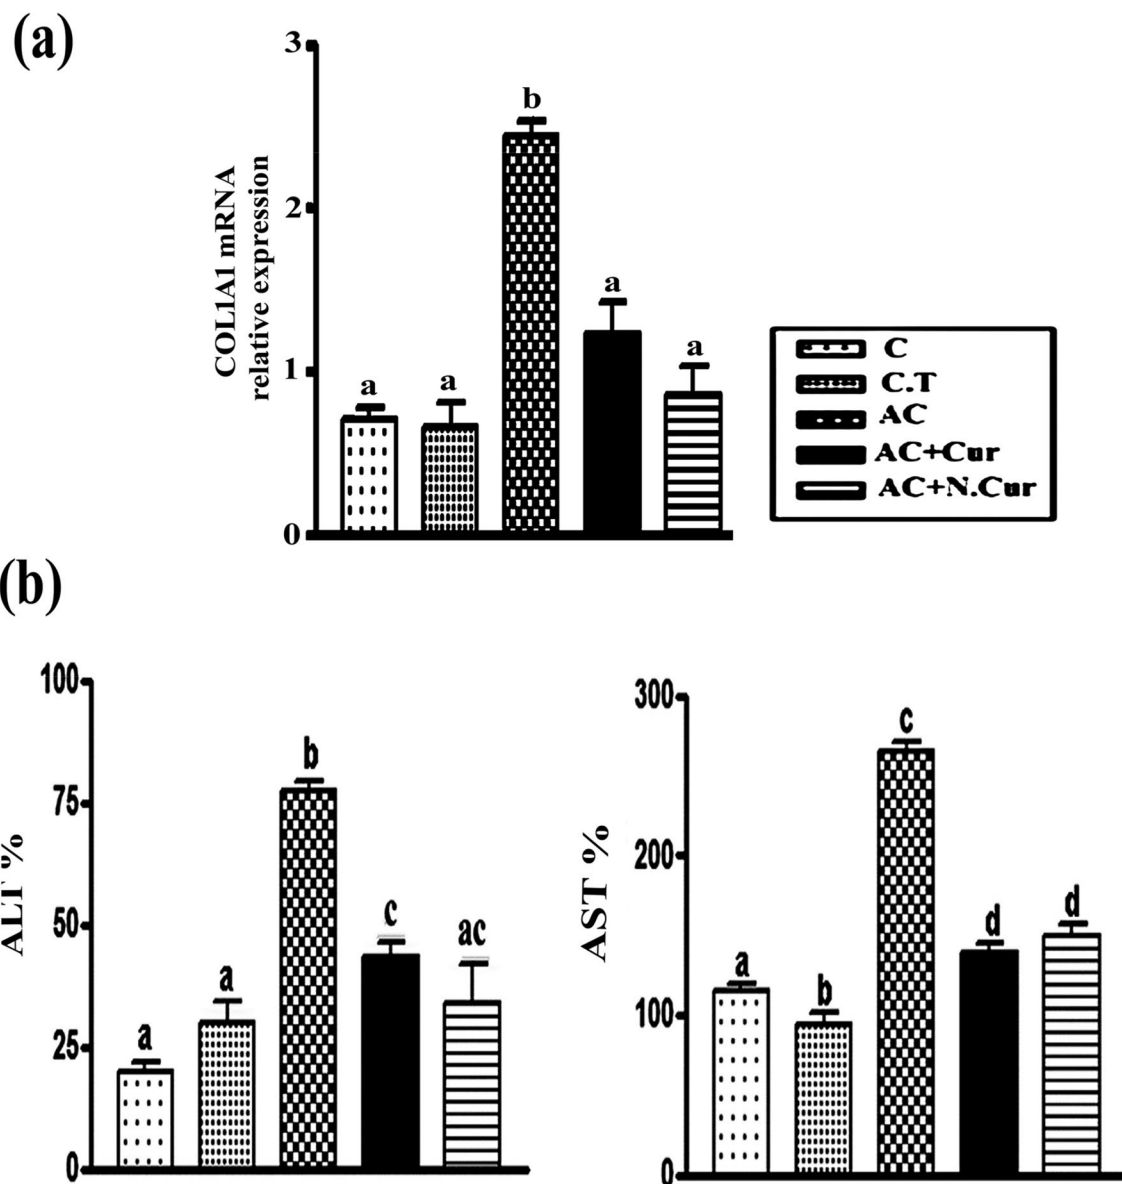 (a)
3
2
1
0
COL1A1 mRNA
relative expression
a
a
b
a
a
C
C.T
AC
AC+Cur
AC+N.Cur
(b)
100
75
50
25
0
ALT %
a
a
b
c
ac
300
200
100
0
AST %
a
b
c
d
d